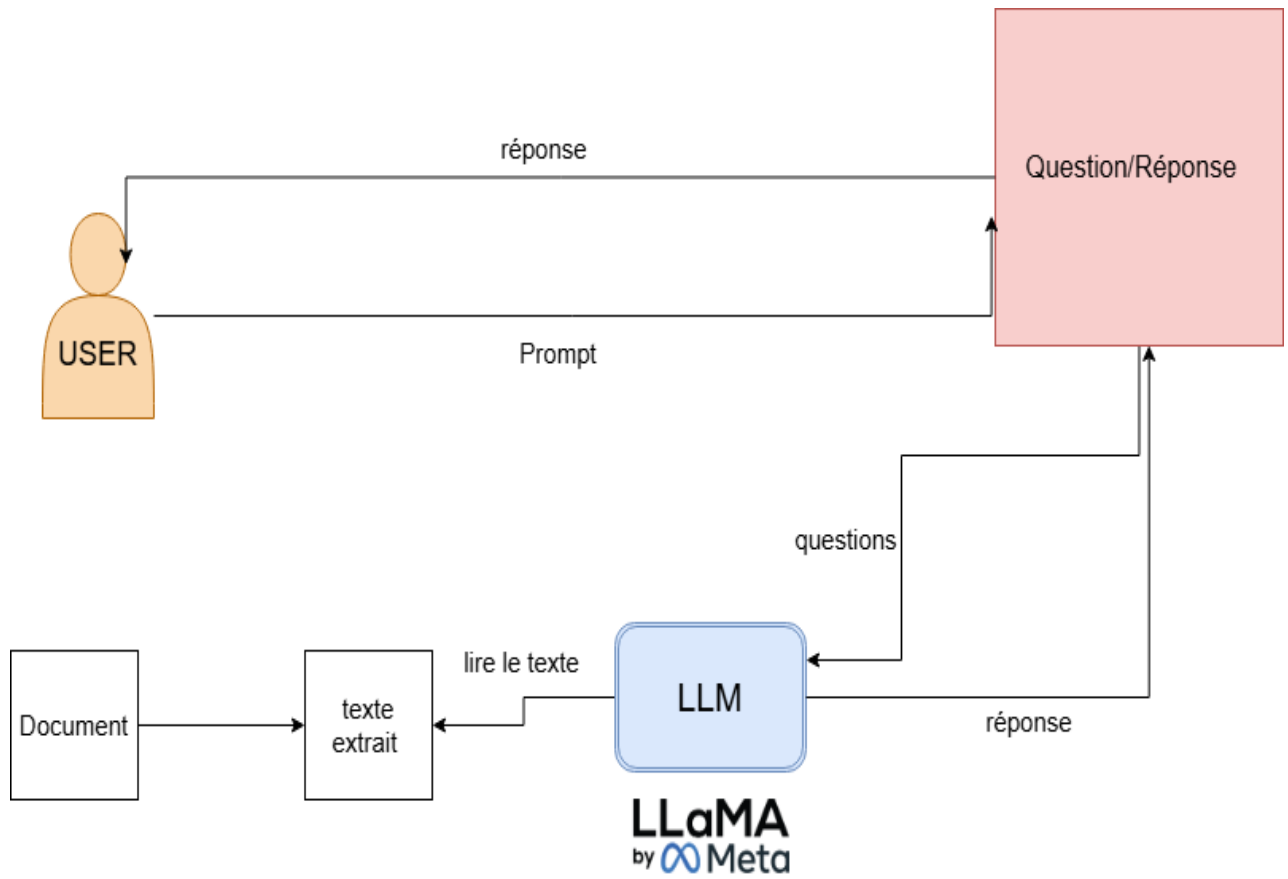 réponse
Question/Réponse
USER
Prompt
questions
lire le texte
Document
texte
extrait
LLM
réponse
LLaMA
by Meta